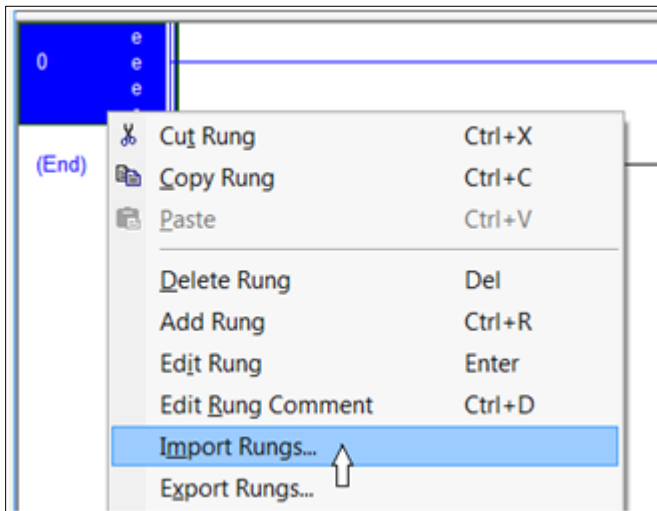 e
0 e
e
Cut Rung Ctrl+X
(End)
Copy Rung Ctrl+C
Paste Ctrl+V
Delete Rung Del
Add Rung Ctrl+R
Edit Rung Enter
Edit Rung Comment Ctrl+D
Import Rungs...
Export Rungs...